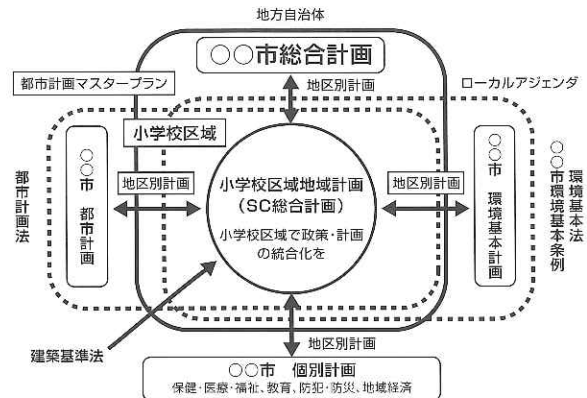 地方自治体
○○市総合計画
都市計画マスタープラン
地区別計画
ローカルアジェンダ
小学校区域
都市計画法
○○市 都市計画
地区別計画
小学校区域地域計画
（SC総合計画）
小学校区域で政策・計画
の統合化を
地区別計画
○○市 環境基本計画
○○市環境基本条例
環境基本法
建築基準法
地区別計画
○○市 個別計画
保健・医療・福祉、教育、防犯・防災、地域経済